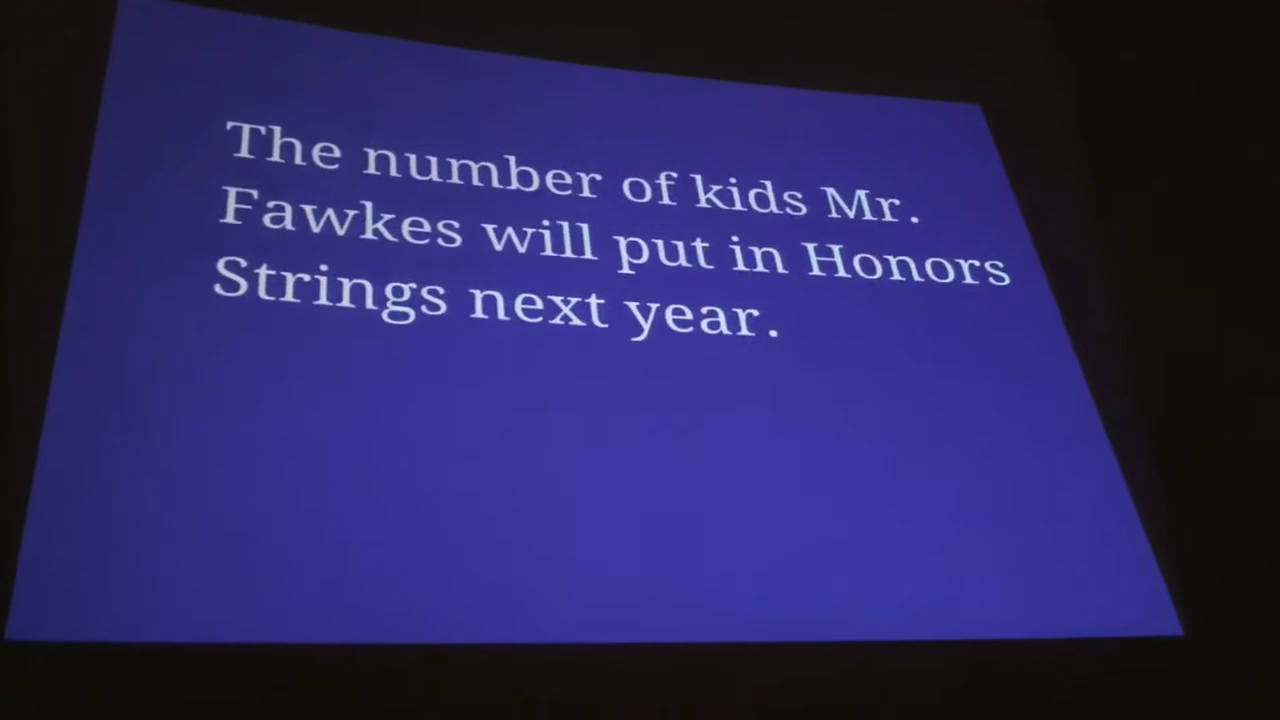 The number of kids Mr.
Fawkes will put in Honors
Strings next year.